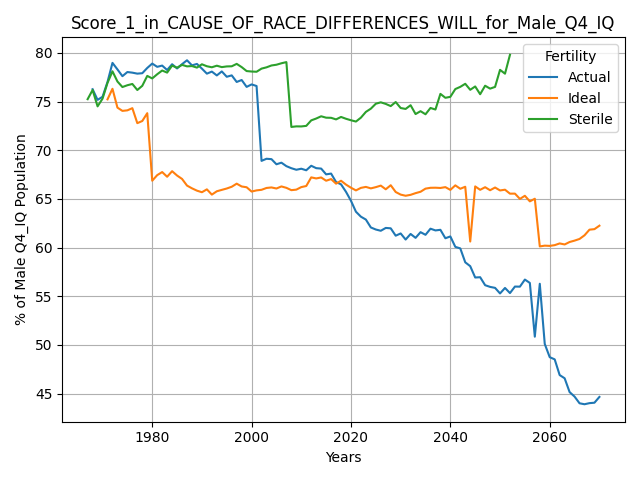 Score_1_in_CAUSE_OF_RACE_DIFFERENCES_WILL_for_Male_Q4_IQ
% of Male Q4_IQ Population
80
75
70
65
60
55
50
45
Fertility
Actual
Ideal
Sterile
1980 2000 2020 2040 2060
Years